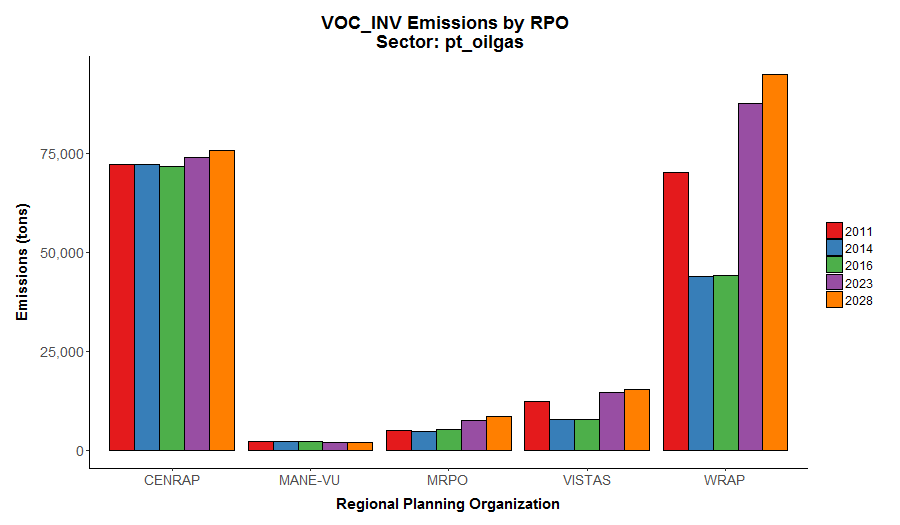 VOC_INV Emissions by RPO
Sector: pt_oilgas
Emissions (tons)
75,000
50,000
25,000
0
CENRAP
MANE-VU
MRPO
VISTAS
WRAP
Regional Planning Organization
2011
2014
2016
2023
2028